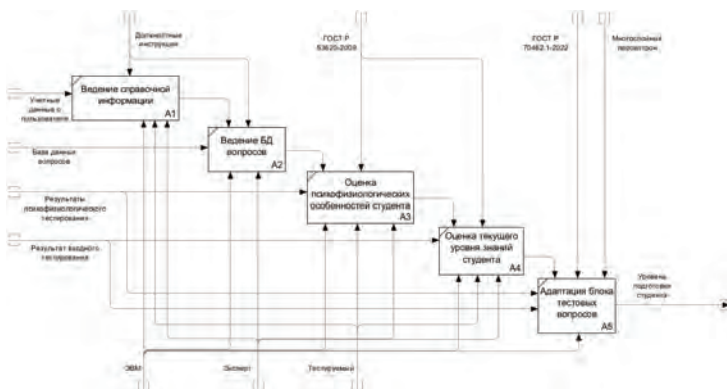 Должностные
инструкции
ГОСТ Р
53620-2009
ГОСТ Р
70462.1-2022
Многослойный
персептрон
Ведение справочной
информации
A1
Учетные
данные о
пользователе
База данных
вопросов
Ведение БД
вопросов
A2
Оценка
психофизиологических
особенностей студента
A3
Результаты
психофизиологического
тестирования
Результат входного
тестирования
Оценка текущего
уровня знаний
студента
A4
Адаптация блока
тестовых
вопросов
A5
Уровень
подготовки
студента
ЭВМ
Эксперт
Тестируемый